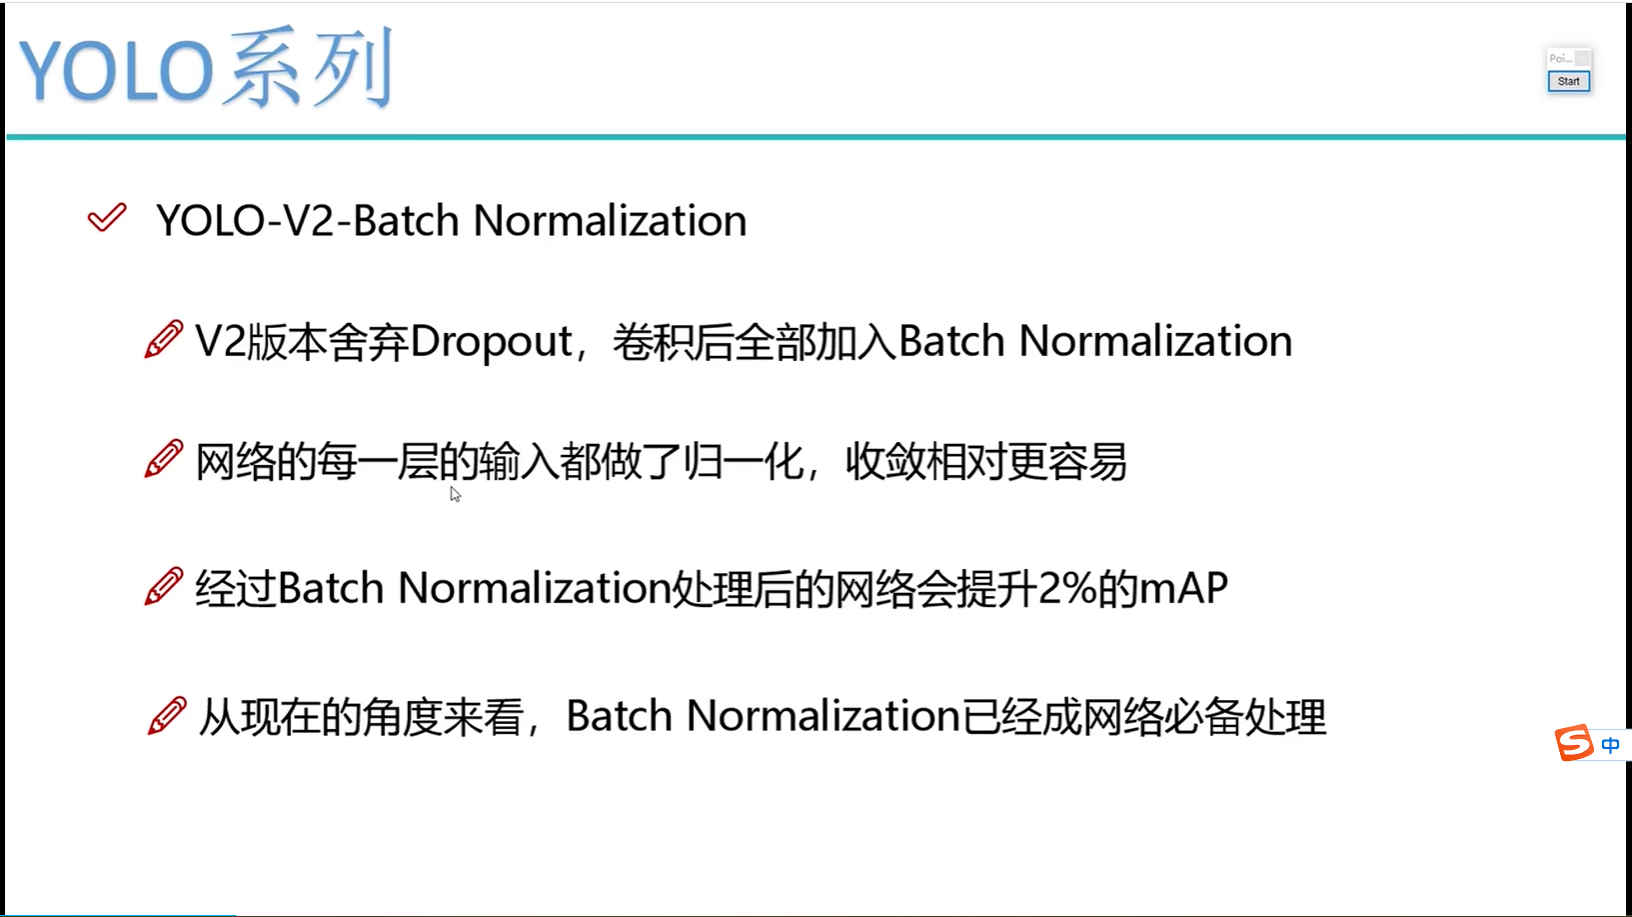 YOLO系列
Poi...
Start
YOLO-V2-Batch Normalization
V2版本舍弃Dropout，卷积后全部加入Batch Normalization
网络的每一层的输入都做了归一化，收敛相对更容易
经过Batch Normalization处理后的网络会提升2%的mAP
从现在的角度来看，Batch Normalization已经成网络必备处理
中